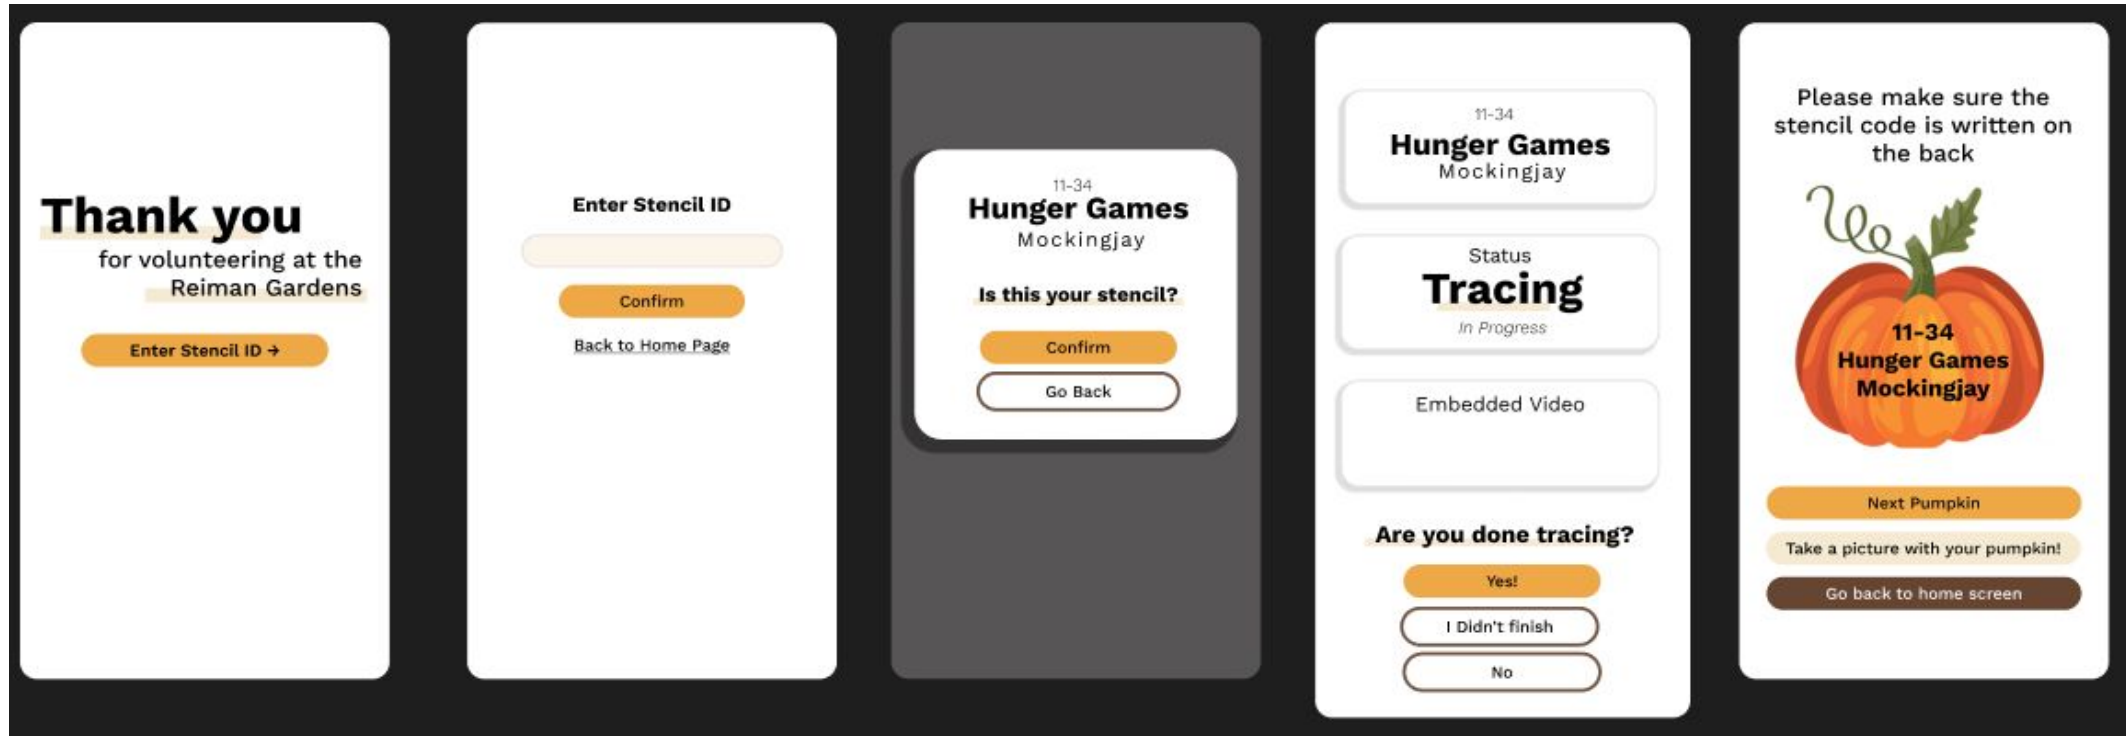 Thank you
for volunteering at the
Reiman Gardens
Enter Stencil ID →
Enter Stencil ID
Confirm
Back to Home Page
11-34
Hunger Games
Mockingjay
Is this your stencil?
Confirm
Go Back
11-34
Hunger Games
Mockingjay
Status
Tracing
In Progress
Embedded Video
Are you done tracing?
Yes!
I Didn't finish
No
Please make sure the
stencil code is written on
the back
11-34
Hunger Games
Mockingjay
Next Pumpkin
Take a picture with your pumpkin!
Go back to home screen